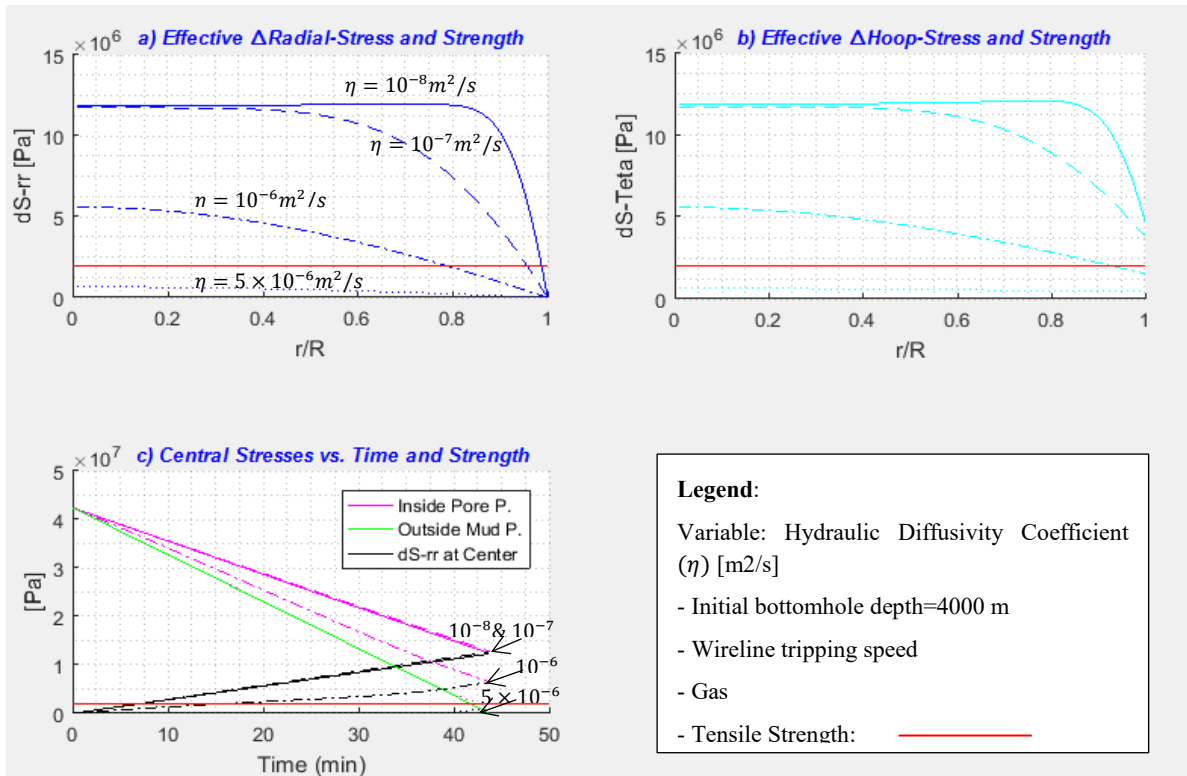 a) Effective ΔRadial-Stress and Strength
×10⁶
15
10
5
0
dS-rr [Pa]
η = 10⁻⁸m²/s
η = 10⁻⁷m²/s
n = 10⁻⁶m²/s
η = 5 × 10⁻⁶m²/s
0 0.2 0.4 0.6 0.8 1
r/R
b) Effective ΔHoop-Stress and Strength
×10⁶
15
10
5
0
dS-Teta [Pa]
0 0.2 0.4 0.6 0.8 1
r/R
c) Central Stresses vs. Time and Strength
×10⁷
5
4
3
2
1
0
[Pa]
Inside Pore P.
Outside Mud P.
dS-rr at Center
10⁻⁸& 10⁻⁷
10⁻⁶
5 × 10⁻⁶
0 10 20 30 40 50
Time (min)
Legend:
Variable: Hydraulic Diffusivity Coefficient
(η) [m2/s]
- Initial bottomhole depth=4000 m
- Wireline tripping speed
- Gas
- Tensile Strength: